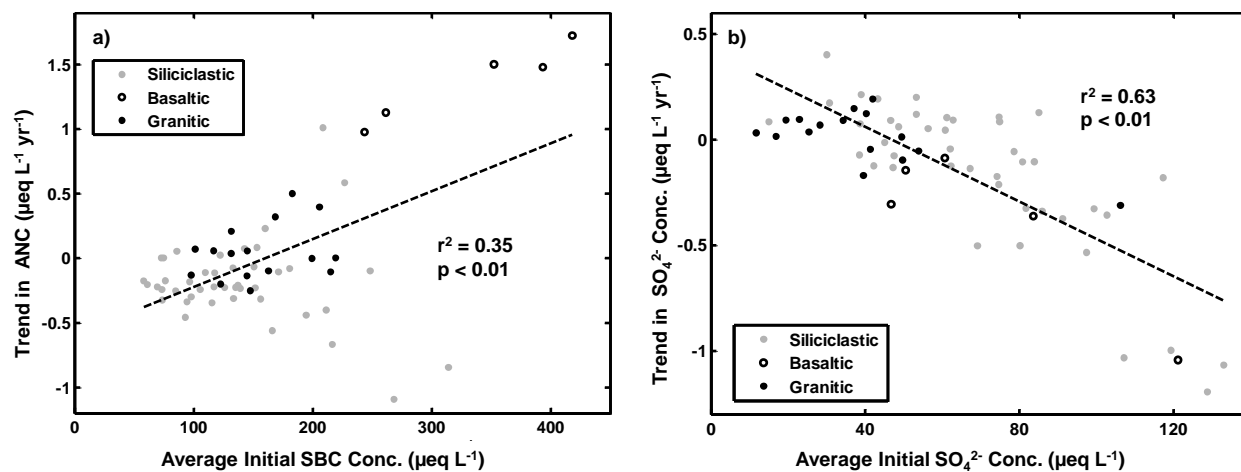 a)
Siliciclastic
Basaltic
Granitic
r² = 0.35
p < 0.01
1.5
1
0.5
0
-0.5
-1
0
100
200
300
400
Trend in ANC (µeq L⁻¹ yr⁻¹)
Average Initial SBC Conc. (µeq L⁻¹)
b)
r² = 0.63
p < 0.01
Siliciclastic
Basaltic
Granitic
0.5
0
-0.5
-1
0
40
80
120
Trend in SO₄²⁻ Conc. (µeq L⁻¹ yr⁻¹)
Average Initial SO₄²⁻ Conc. (µeq L⁻¹)